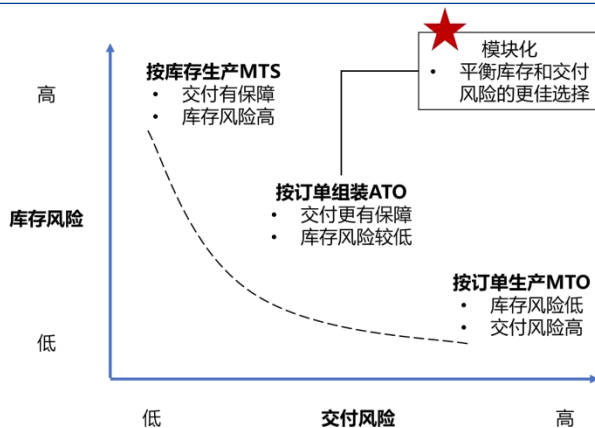 模块化
• 平衡库存和交付
风险的更佳选择
按库存生产MTS
• 交付有保障
• 库存风险高
高
按订单组装ATO
• 交付更有保障
• 库存风险较低
库存风险
按订单生产MTO
• 库存风险低
• 交付风险高
低
低
交付风险
高